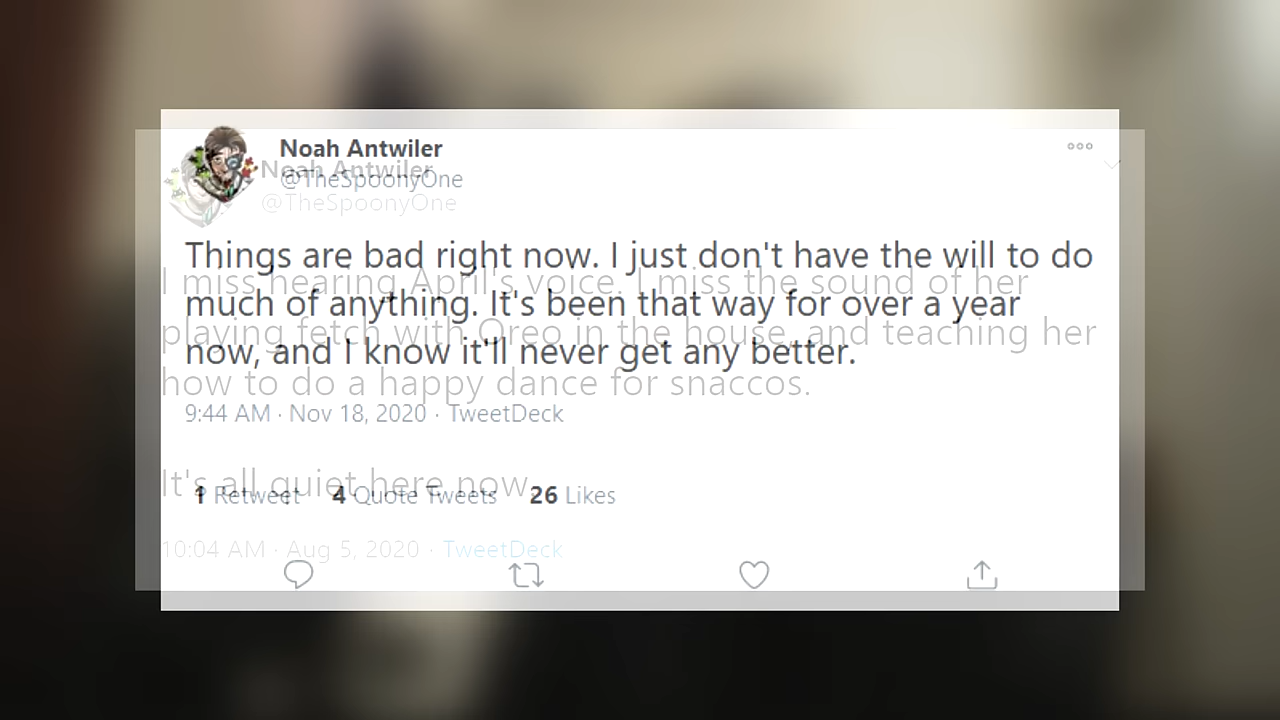 Noah Antwiler
@TheSpoonyOne
Things are bad right now. I just don't have the will to do
much of anything. It's been that way for over a year
now, and I know it'll never get any better.
9:44 AM · Nov 18, 2020 · TweetDeck
1 Retweet 4 Quote Tweets 26 Likes
Noah Antwiler
@TheSpoonyOne
I miss hearing April's voice. I miss the sound of her
playing fetch with Oreo in the house, and teaching her
how to do a happy dance for snaccos.
It's all quiet here now.
10:04 AM · Aug 5, 2020 · TweetDeck